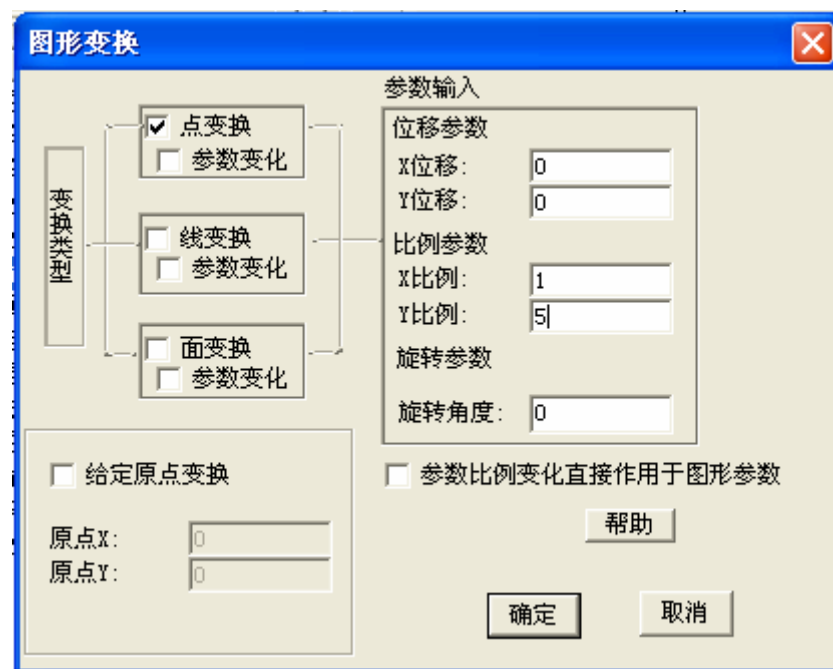 图形变换
参数输入
变换类型
点变换
参数变化
线变换
参数变化
面变换
参数变化
位移参数
X位移: 0
Y位移: 0
比例参数
X比例: 1
Y比例: 5
旋转参数
旋转角度: 0
给定原点变换
原点X: 0
原点Y: 0
参数比例变化直接作用于图形参数
帮助
确定
取消